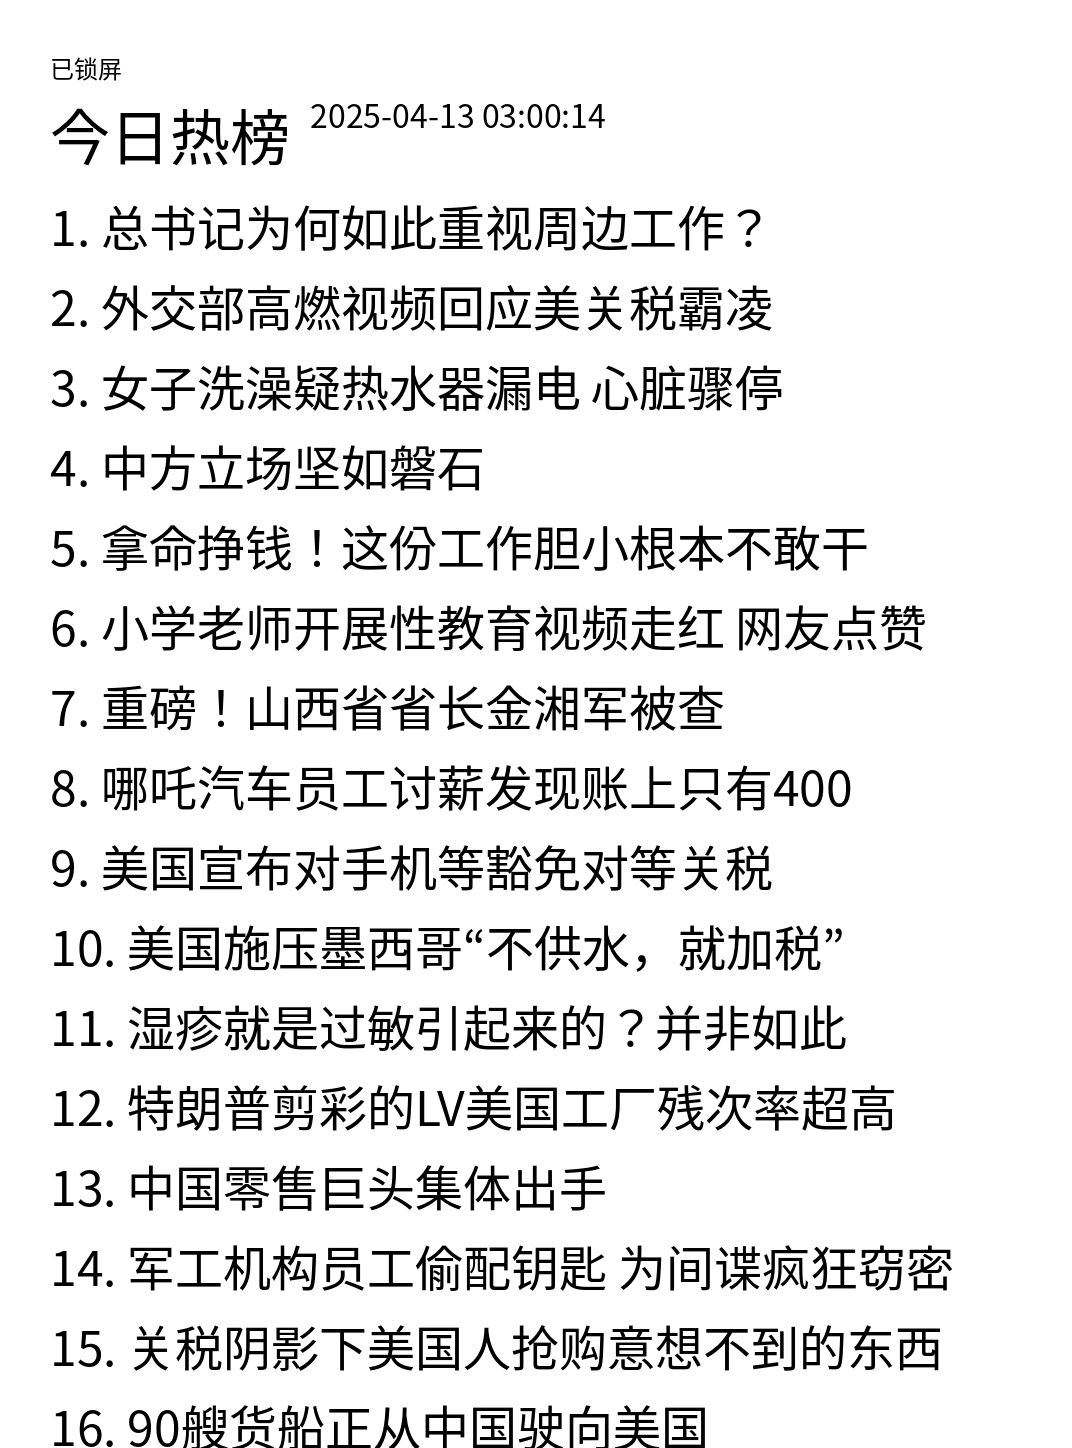 已锁屏
今日热榜 2025-04-13 03:00:14
1. 总书记为何如此重视周边工作？
2. 外交部高燃视频回应美关税霸凌
3. 女子洗澡疑热水器漏电 心脏骤停
4. 中方立场坚如磐石
5. 拿命挣钱！这份工作胆小根本不敢干
6. 小学老师开展性教育视频走红 网友点赞
7. 重磅！山西省省长金湘军被查
8. 哪吒汽车员工讨薪发现账上只有400
9. 美国宣布对手机等豁免对等关税
10. 美国施压墨西哥“不供水，就加税”
11. 湿疹就是过敏引起来的？并非如此
12. 特朗普剪彩的LV美国工厂残次率超高
13. 中国零售巨头集体出手
14. 军工机构员工偷配钥匙 为间谍疯狂窃密
15. 关税阴影下美国人抢购意想不到的东西
16. 90艘货船正从中国驶向美国